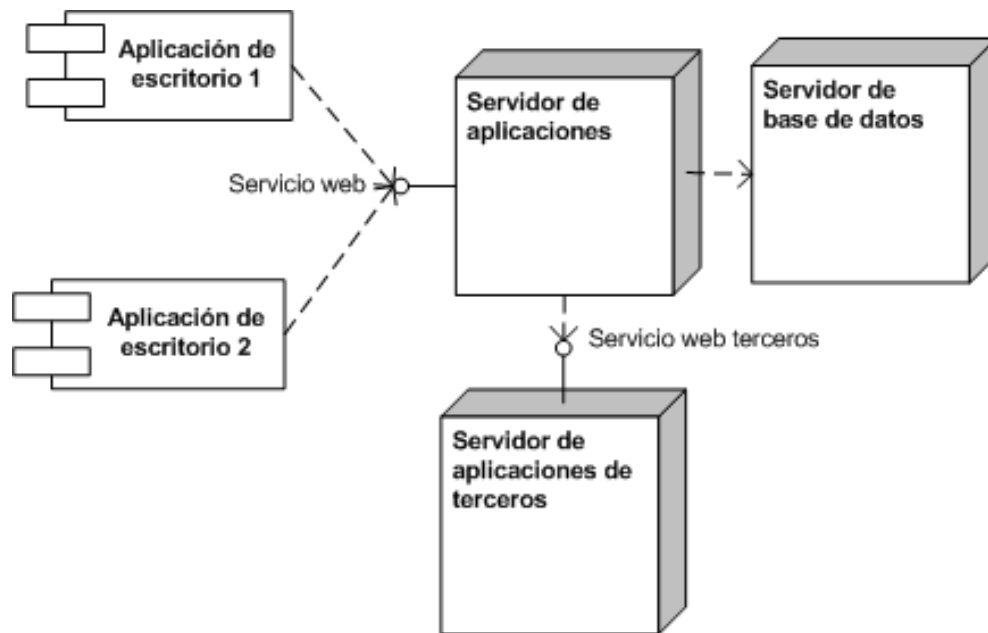 Aplicación de
escritorio 1
Servidor de
aplicaciones
Servidor de
base de datos
Servicio web
Aplicación de
escritorio 2
Servicio web terceros
Servidor de
aplicaciones de
terceros